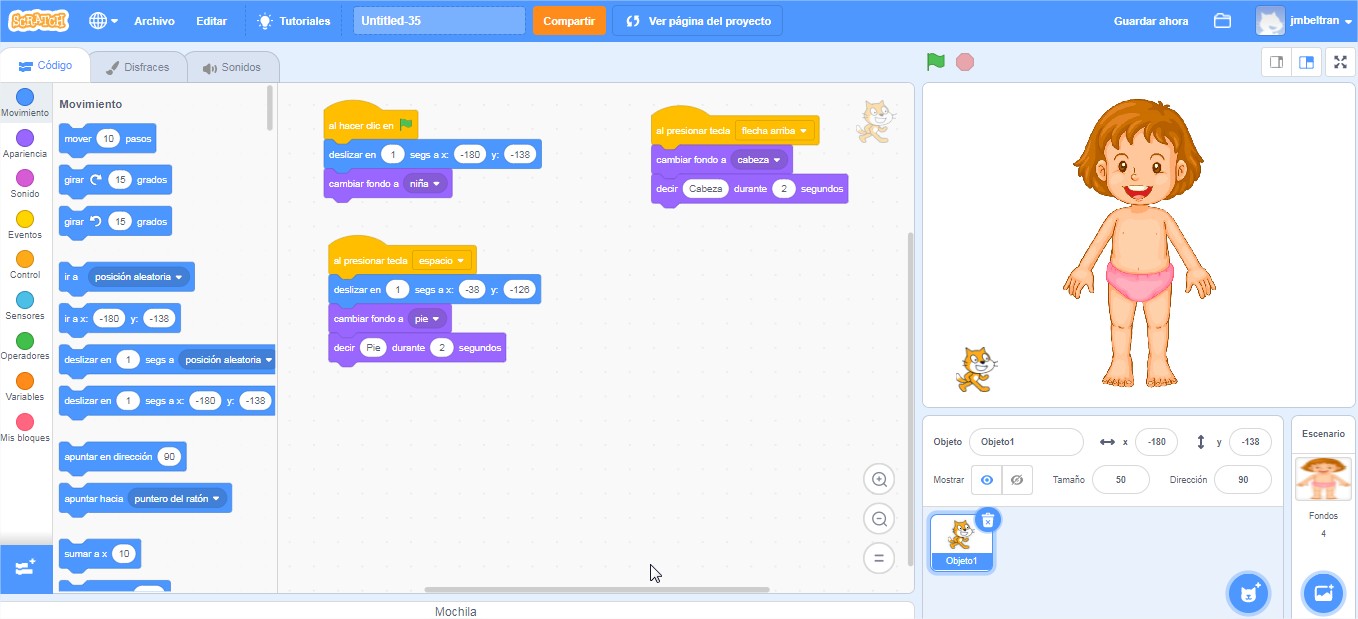 SCRATCH Archivo Editar Tutoriales Untitled-35 Compartir Ver página del proyecto Guardar ahora jmbeltran
Código Disfraces Sonidos
Movimiento
Apariencia
Sonido
Eventos
Control
Sensores
Operadores
Variables
Mis bloques
Movimiento
mover 10 pasos
girar 15 grados
girar 15 grados
ir a posición aleatoria
ir a x: -180 y: -138
deslizar en 1 segs a posición aleatoria
deslizar en 1 segs a x: -180 y: -138
apuntar en dirección 90
apuntar hacia puntero del ratón
sumar a x 10
al hacer clic en
deslizar en 1 segs a x: -180 y: -138
cambiar fondo a niña
al presionar tecla espacio
deslizar en 1 segs a x: -38 y: -126
cambiar fondo a pie
decir Pie durante 2 segundos
al presionar tecla flecha arriba
cambiar fondo a cabeza
decir Cabeza durante 2 segundos
Mochila
Objeto Objeto1 x -180 y -138
Mostrar Tamaño 50 Dirección 90
Objeto1
Escenario
Fondos
4